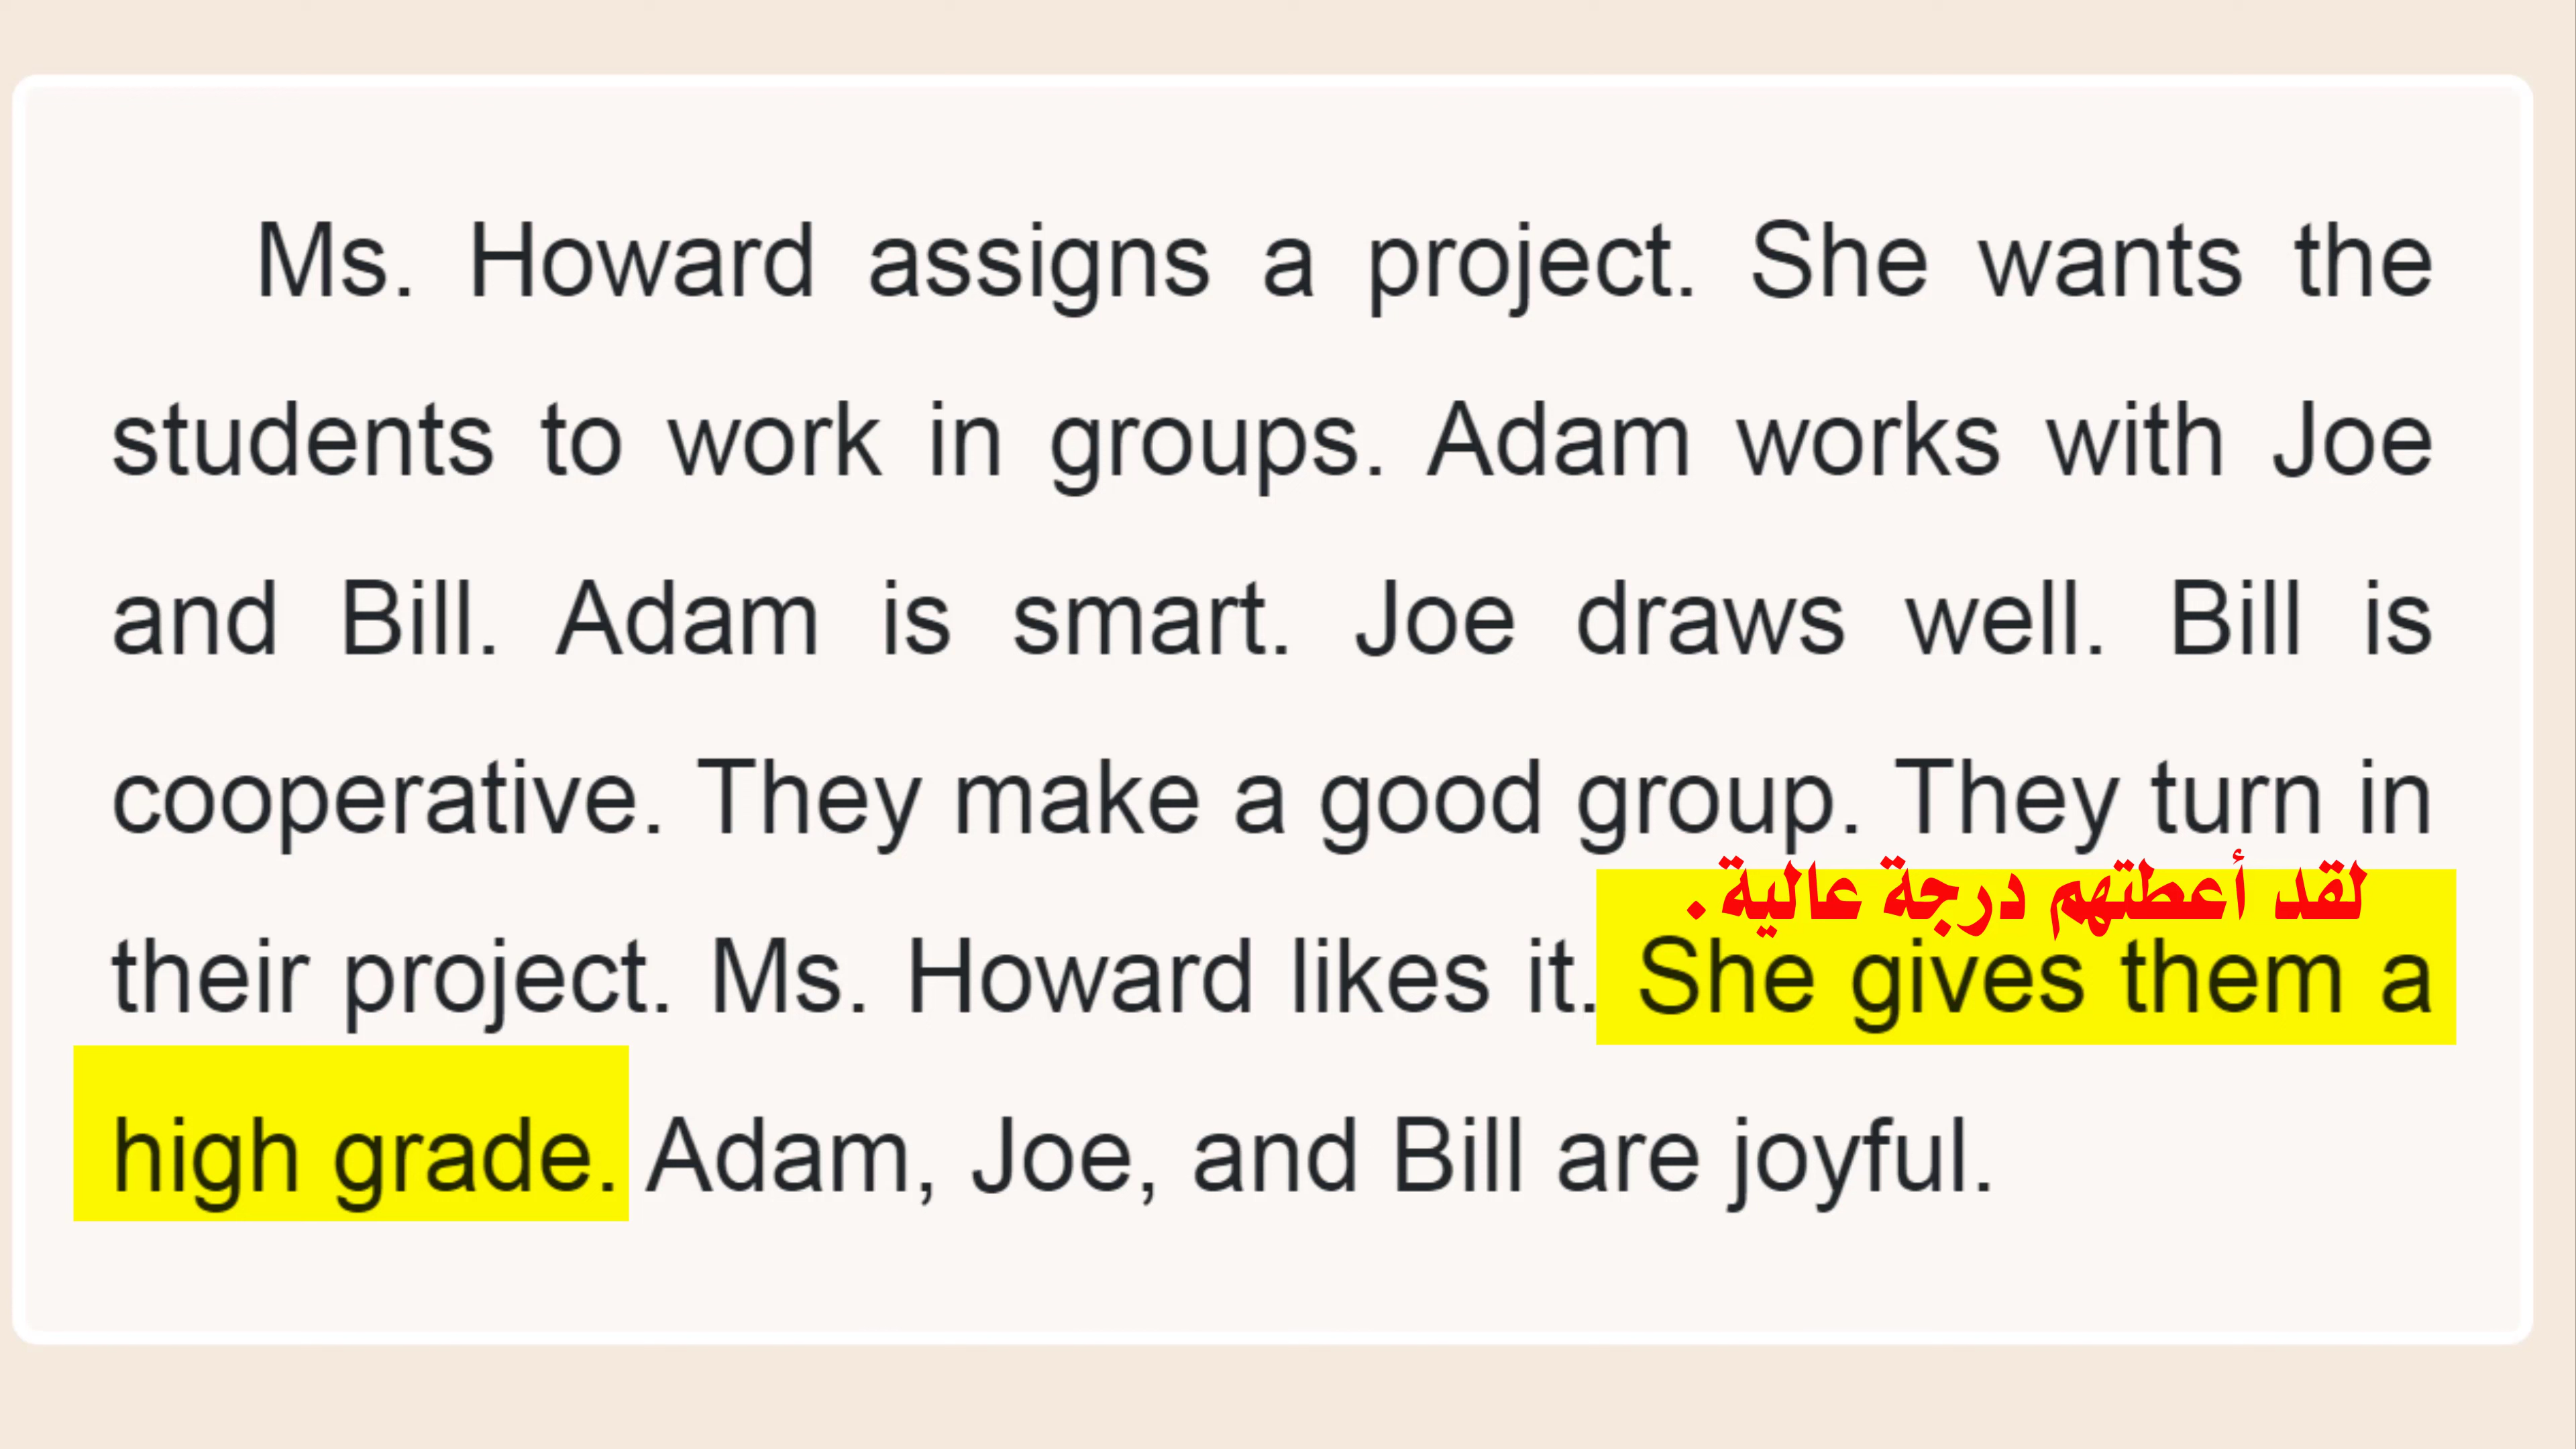 Ms. Howard assigns a project. She wants the
students to work in groups. Adam works with Joe
and Bill. Adam is smart. Joe draws well. Bill is
cooperative. They make a good group. They turn in
لقد أعطتهم درجة عالية.
their project. Ms. Howard likes it. She gives them a
high grade. Adam, Joe, and Bill are joyful.